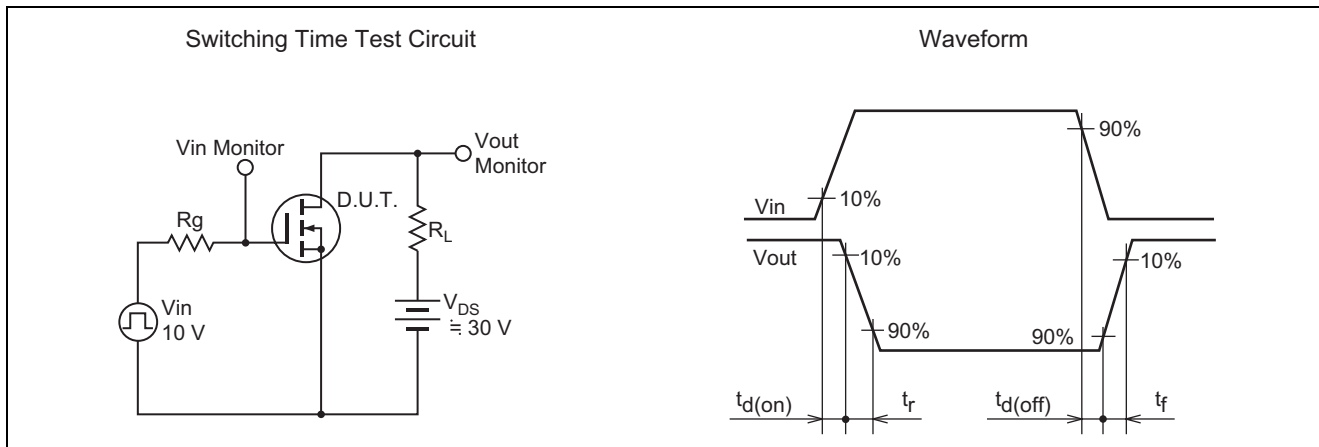 Switching Time Test Circuit
Waveform
Vin Monitor
Vout
Monitor
D.U.T.
Rg
RL
Vin
10 V
VDS
≒ 30 V
Vin
Vout
10%
90%
10%
90%
90%
10%
td(on)
tr
td(off)
tf